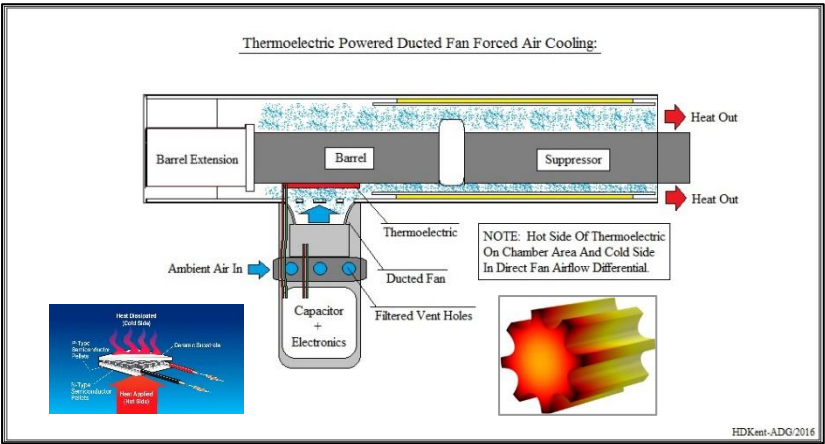 Thermoelectric Powered Ducted Fan Forced Air Cooling:
Heat Out
Barrel Extension
Barrel
Suppressor
Heat Out
Thermoelectric
NOTE: Hot Side Of Thermoelectric
On Chamber Area And Cold Side
In Direct Fan Airflow Differential.
Ambient Air In
Ducted Fan
Filtered Vent Holes
Capacitor
+
Electronics
Heat Dissipated
(Cold Side)
P-Type
Semiconductor
Pellets
Ceramic Substrate
N-Type
Semiconductor
Pellets
Heat Applied
(Hot Side)
HDKent-ADG/2016